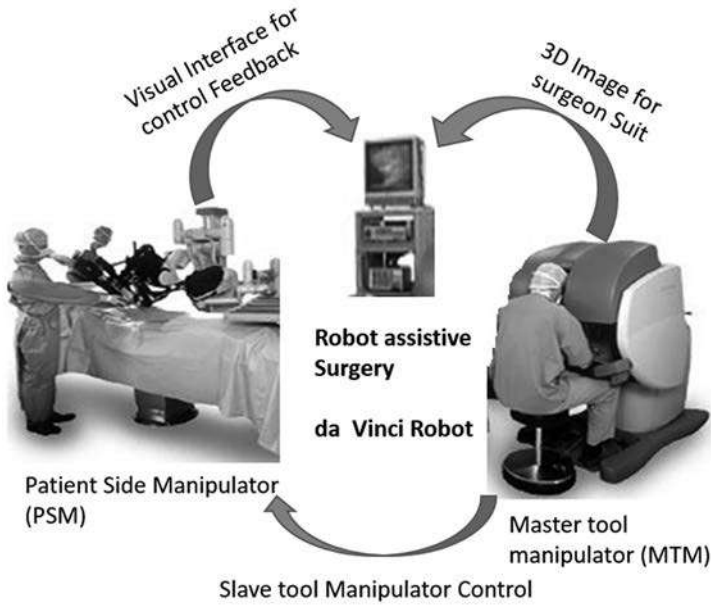 Visual Interface for
control Feedback
3D Image for
surgeon Suit
Robot assistive
Surgery
da Vinci Robot
Patient Side Manipulator
(PSM)
Master tool
manipulator (MTM)
Slave tool Manipulator Control